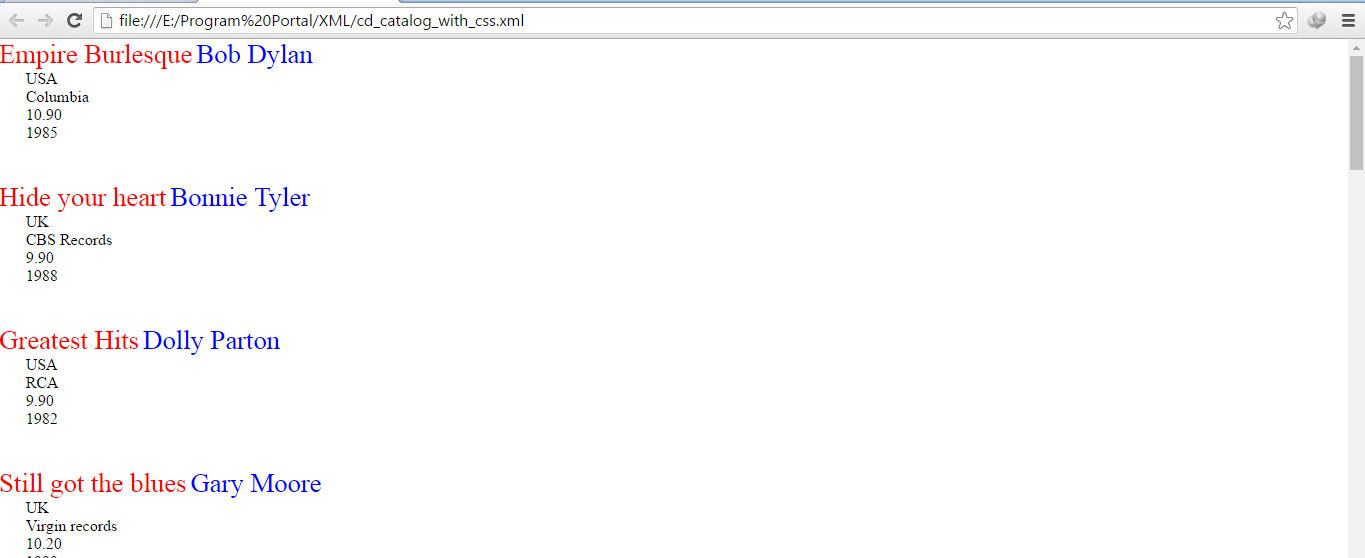 file:///E:/Program%20Portal/XML/cd_catalog_with_css.xml
Empire Burlesque Bob Dylan
USA
Columbia
10.90
1985
Hide your heart Bonnie Tyler
UK
CBS Records
9.90
1988
Greatest Hits Dolly Parton
USA
RCA
9.90
1982
Still got the blues Gary Moore
UK
Virgin records
10.20